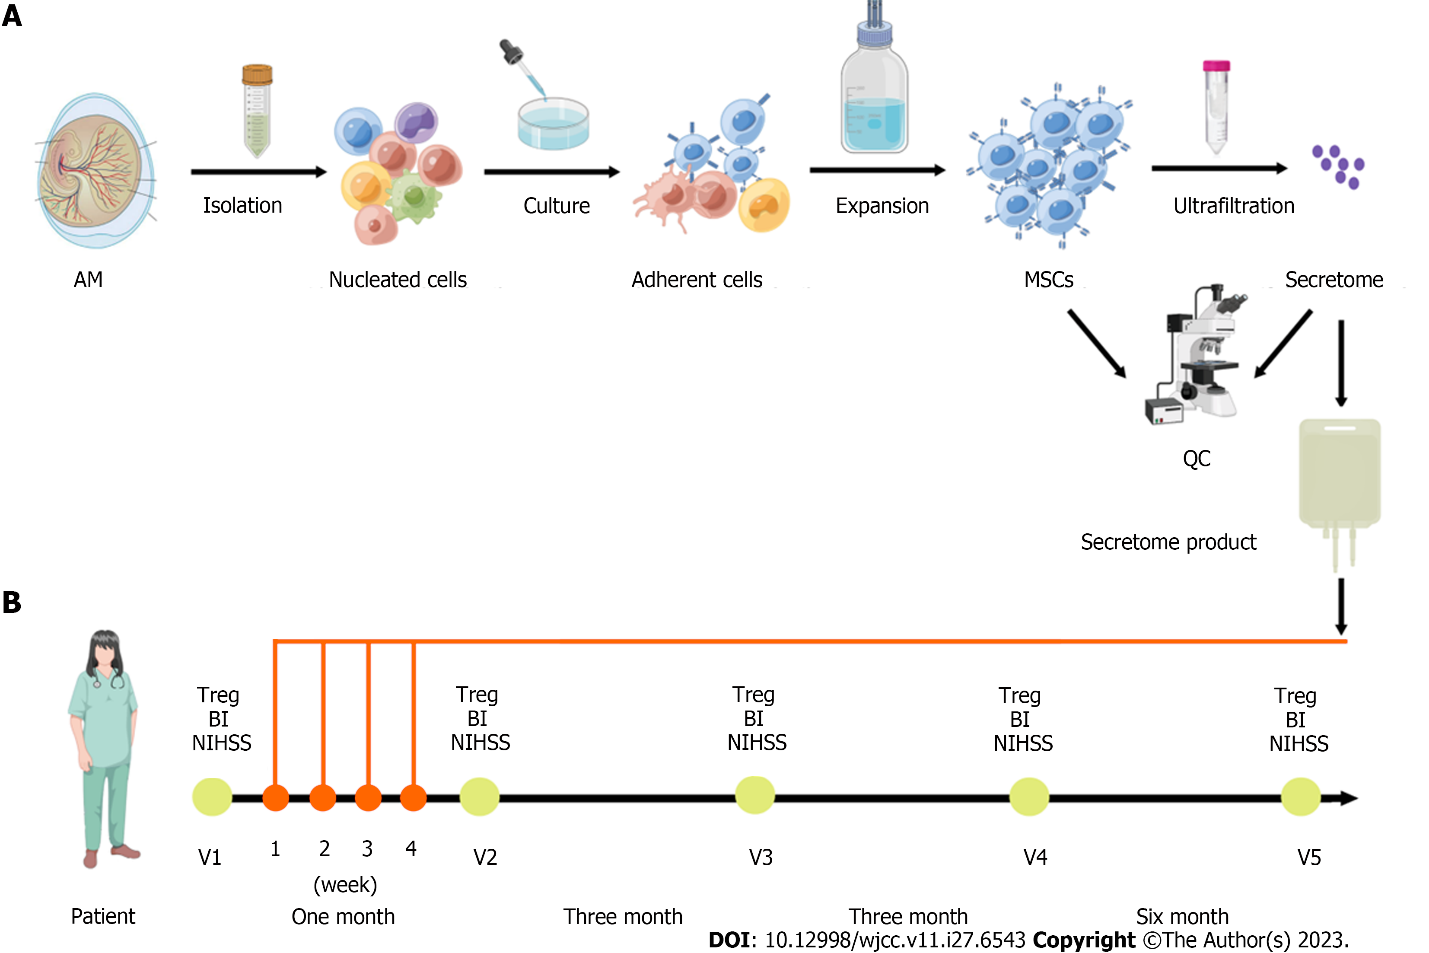 A
Isolation
Culture
Expansion
Ultrafiltration
AM
Nucleated cells
Adherent cells
MSCs
Secretome
QC
Secretome product
B
Treg
BI
NIHSS
Treg
BI
NIHSS
Treg
BI
NIHSS
Treg
BI
NIHSS
Treg
BI
NIHSS
V1
1
2
3
4
V2
V3
V4
V5
(week)
Patient
One month
Three month
Three month
Six month
DOI: 10.12998/wjcc.v11.i27.6543 Copyright ©The Author(s) 2023.